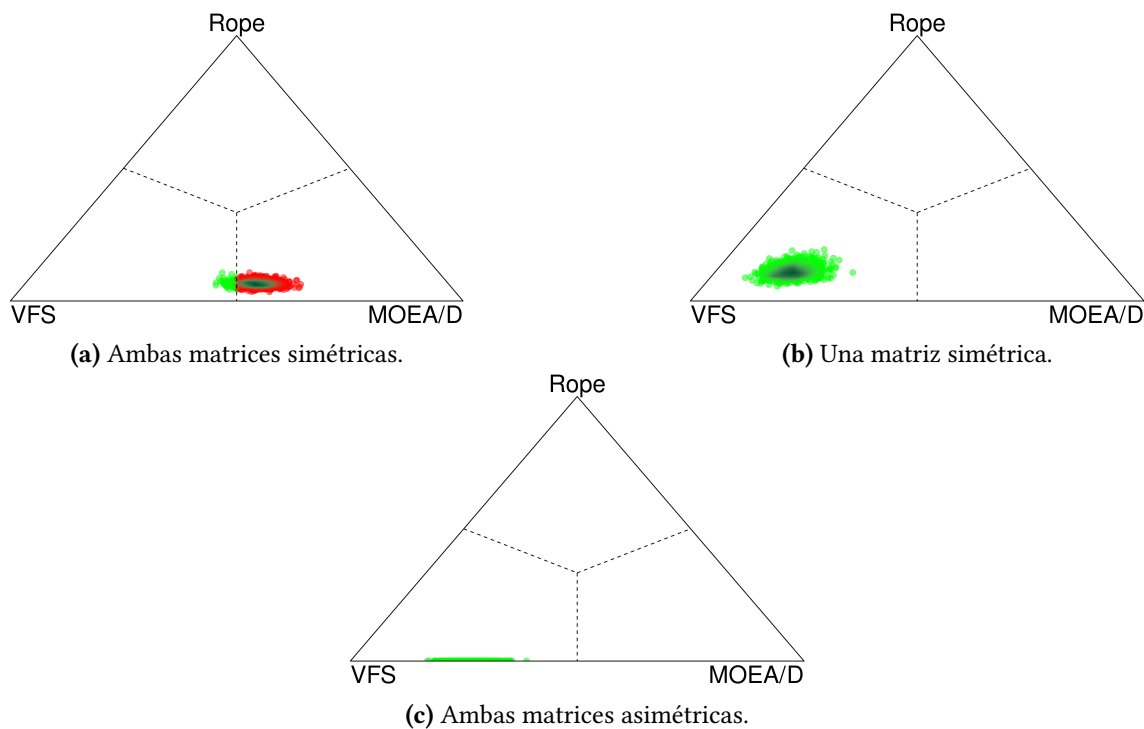 Rope
VFS MOEA/D
(a) Ambas matrices simétricas.
Rope
VFS MOEA/D
(b) Una matriz simétrica.
Rope
VFS MOEA/D
(c) Ambas matrices asimétricas.